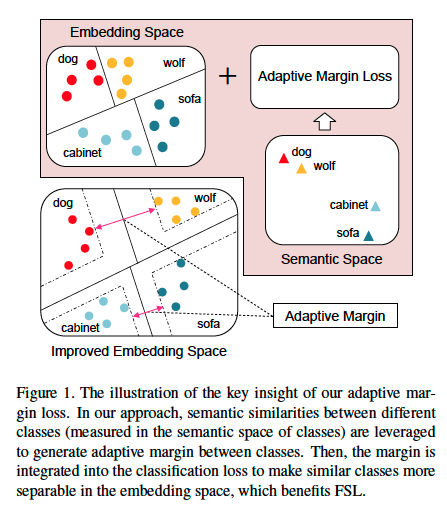 Embedding Space
dog
wolf
sofa
cabinet
+
Adaptive Margin Loss
dog
wolf
cabinet
sofa
Semantic Space
dog
wolf
cabinet
sofa
Adaptive Margin
Improved Embedding Space
Figure 1. The illustration of the key insight of our adaptive mar-
gin loss. In our approach, semantic similarities between different
classes (measured in the semantic space of classes) are leveraged
to generate adaptive margin between classes. Then, the margin is
integrated into the classification loss to make similar classes more
separable in the embedding space, which benefits FSL.